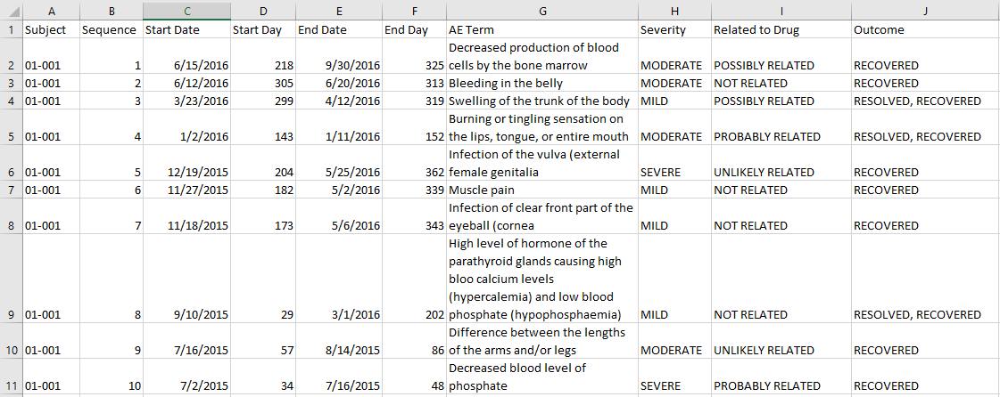 A B C D E F G H I J
1 Subject Sequence Start Date Start Day End Date End Day AE Term Severity Related to Drug Outcome
Decreased production of blood
2 01-001 1 6/15/2016 218 9/30/2016 325 cells by the bone marrow MODERATE POSSIBLY RELATED RECOVERED
3 01-001 2 6/12/2016 305 6/20/2016 313 Bleeding in the belly MODERATE NOT RELATED RECOVERED
4 01-001 3 3/23/2016 299 4/12/2016 319 Swelling of the trunk of the body MILD POSSIBLY RELATED RESOLVED, RECOVERED
Burning or tingling sensation on
5 01-001 4 1/2/2016 143 1/11/2016 152 the lips, tongue, or entire mouth MODERATE PROBABLY RELATED RESOLVED, RECOVERED
Infection of the vulva (external
6 01-001 5 12/19/2015 204 5/25/2016 362 female genitalia SEVERE UNLIKELY RELATED RECOVERED
7 01-001 6 11/27/2015 182 5/2/2016 339 Muscle pain MILD NOT RELATED RECOVERED
Infection of clear front part of the
8 01-001 7 11/18/2015 173 5/6/2016 343 eyeball (cornea MILD NOT RELATED RECOVERED
High level of hormone of the
parathyroid glands causing high
bloo calcium levels
(hypercalemia) and low blood
9 01-001 8 9/10/2015 29 3/1/2016 202 phosphate (hypophosphaemia) MILD NOT RELATED RESOLVED, RECOVERED
Difference between the lengths
10 01-001 9 7/16/2015 57 8/14/2015 86 of the arms and/or legs MODERATE UNLIKELY RELATED RECOVERED
Decreased blood level of
11 01-001 10 7/2/2015 34 7/16/2015 48 phosphate SEVERE PROBABLY RELATED RECOVERED